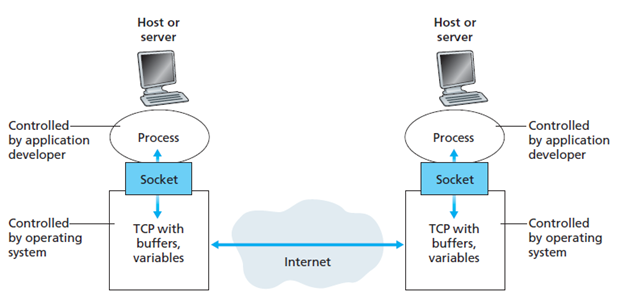 Host or
server
Host or
server
Controlled
by application
developer
Process
Process
Controlled
by application
developer
Socket
Socket
Controlled
by operating
system
TCP with
buffers,
variables
Internet
TCP with
buffers,
variables
Controlled
by operating
system